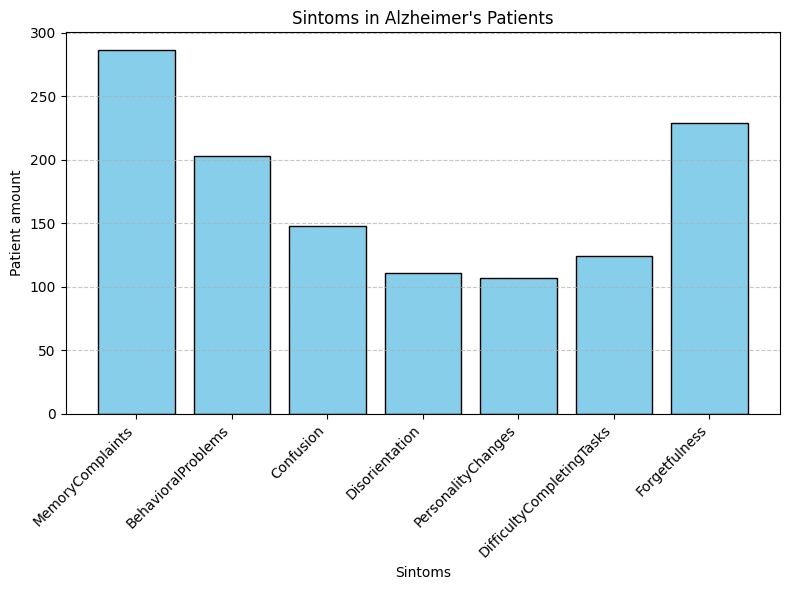 Sintoms in Alzheimer's Patients
Patient amount
300
250
200
150
100
50
0
MemoryComplaints
BehavioralProblems
Confusion
Disorientation
PersonalityChanges
DifficultyCompletingTasks
Forgetfulness
Sintoms